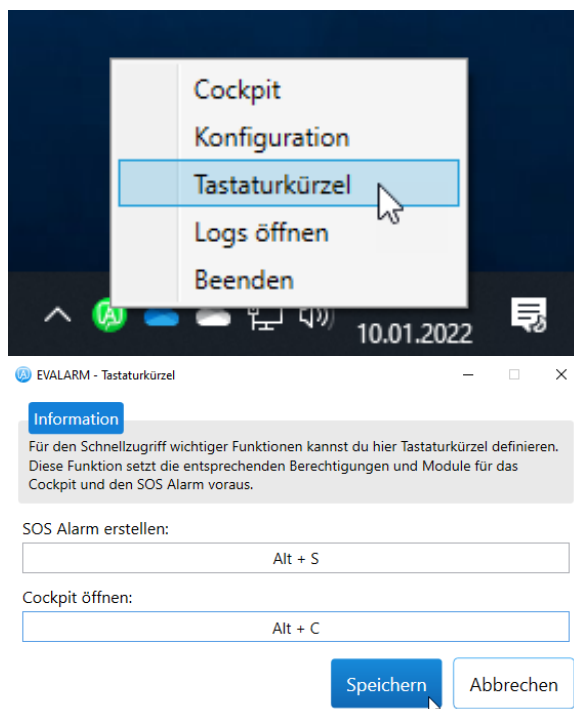 Cockpit
Konfiguration
Tastaturkürzel
Logs öffnen
Beenden
10.01.2022
EVALARM - Tastaturkürzel
Information
Für den Schnellzugriff wichtiger Funktionen kannst du hier Tastaturkürzel definieren.
Diese Funktion setzt die entsprechenden Berechtigungen und Module für das
Cockpit und den SOS Alarm voraus.
SOS Alarm erstellen:
Alt + S
Cockpit öffnen:
Alt + C
Speichern Abbrechen